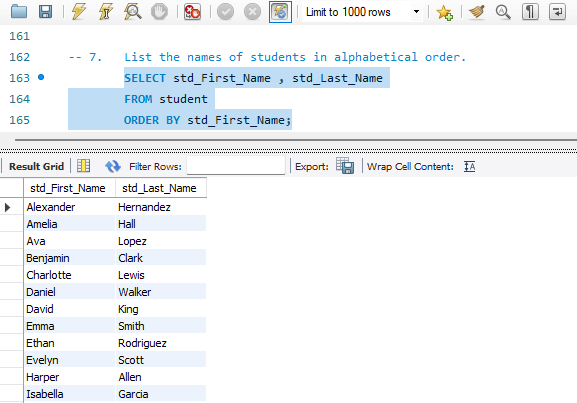 Limit to 1000 rows
161
162 -- 7. List the names of students in alphabetical order.
163 SELECT std_First_Name , std_Last_Name
164 FROM student
165 ORDER BY std_First_Name;
Result Grid Filter Rows: Export: Wrap Cell Content: IA
std_First_Name std_Last_Name
Alexander Hernandez
Amelia Hall
Ava Lopez
Benjamin Clark
Charlotte Lewis
Daniel Walker
David King
Emma Smith
Ethan Rodriguez
Evelyn Scott
Harper Allen
Isabella Garcia